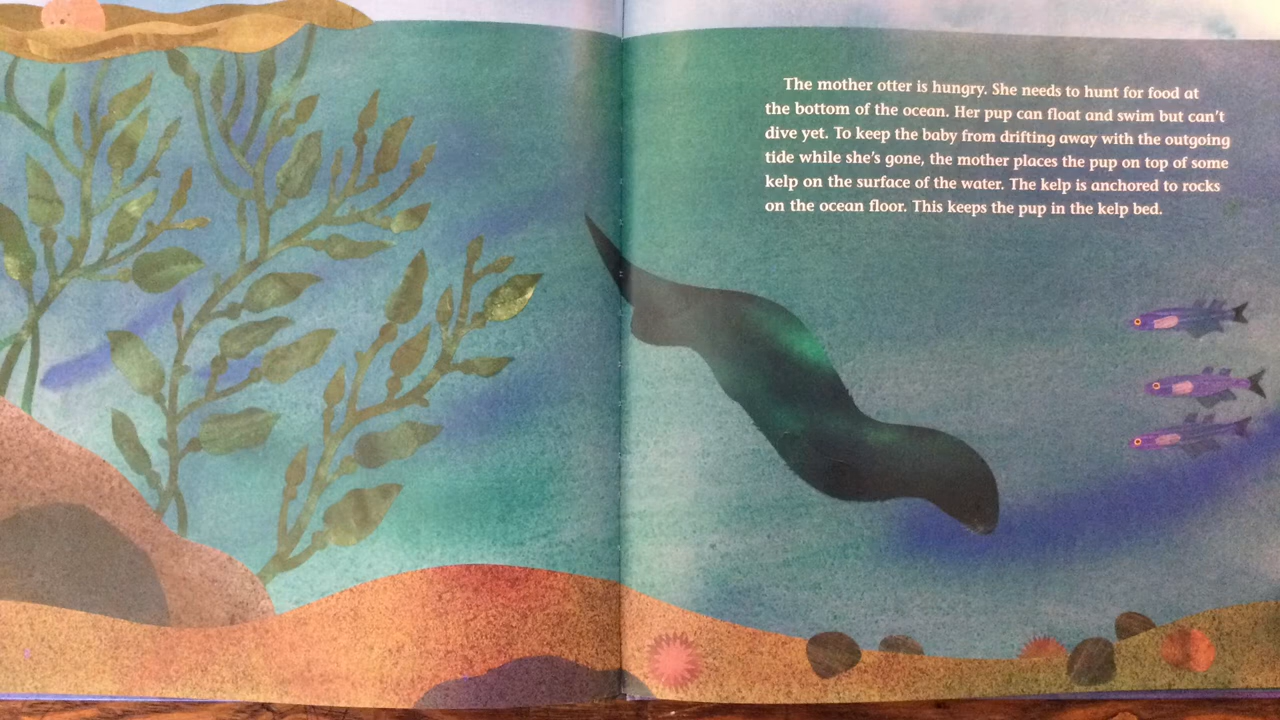 The mother otter is hungry. She needs to hunt for food at
the bottom of the ocean. Her pup can float and swim but can't
dive yet. To keep the baby from drifting away with the outgoing
tide while she's gone, the mother places the pup on top of some
kelp on the surface of the water. The kelp is anchored to rocks
on the ocean floor. This keeps the pup in the kelp bed.